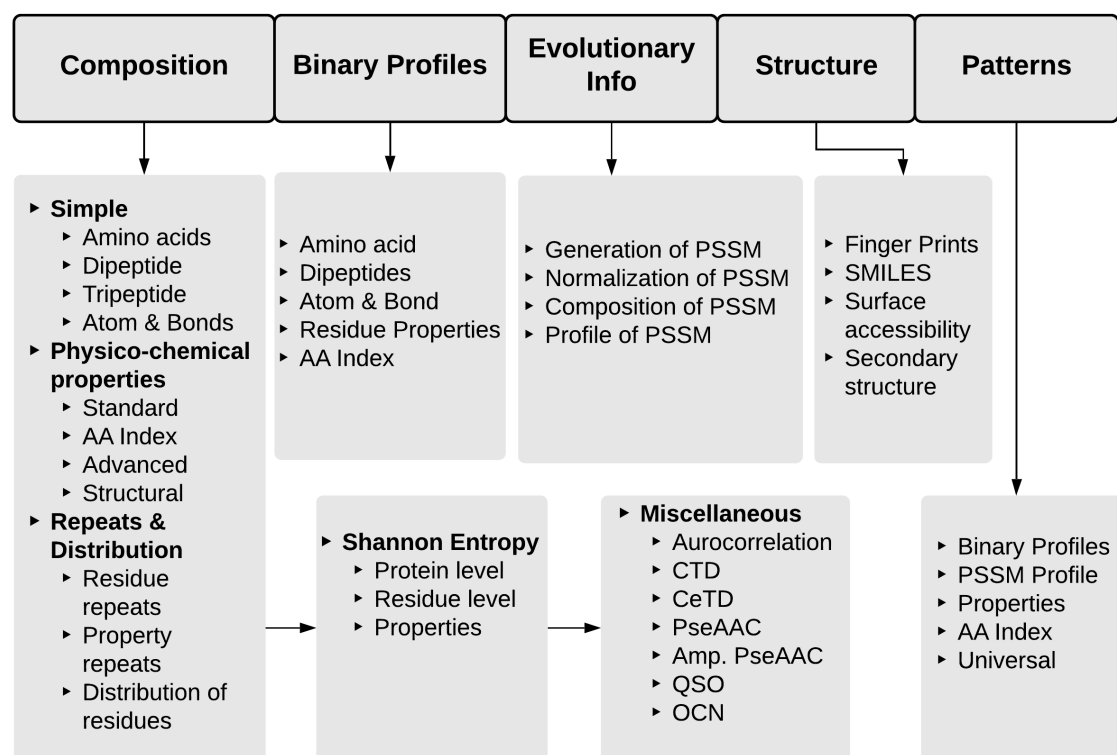 Composition
Binary Profiles
Evolutionary
Info
Structure
Patterns
Simple
Amino acids
Dipeptide
Tripeptide
Atom & Bonds
Physico-chemical
properties
Standard
AA Index
Advanced
Structural
Repeats &
Distribution
Residue
repeats
Property
repeats
Distribution of
residues
Amino acid
Dipeptides
Atom & Bond
Residue Properties
AA Index
Generation of PSSM
Normalization of PSSM
Composition of PSSM
Profile of PSSM
Finger Prints
SMILES
Surface
accessibility
Secondary
structure
Shannon Entropy
Protein level
Residue level
Properties
Miscellaneous
Aurocorrelation
CTD
CeTD
PseAAC
Amp. PseAAC
QSO
OCN
Binary Profiles
PSSM Profile
Properties
AA Index
Universal